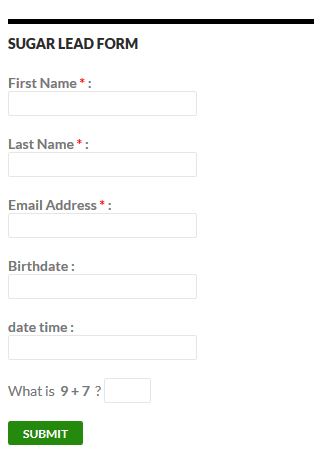 SUGAR LEAD FORM
First Name * :
Last Name * :
Email Address * :
Birthdate :
date time :
What is 9 + 7 ?
SUBMIT